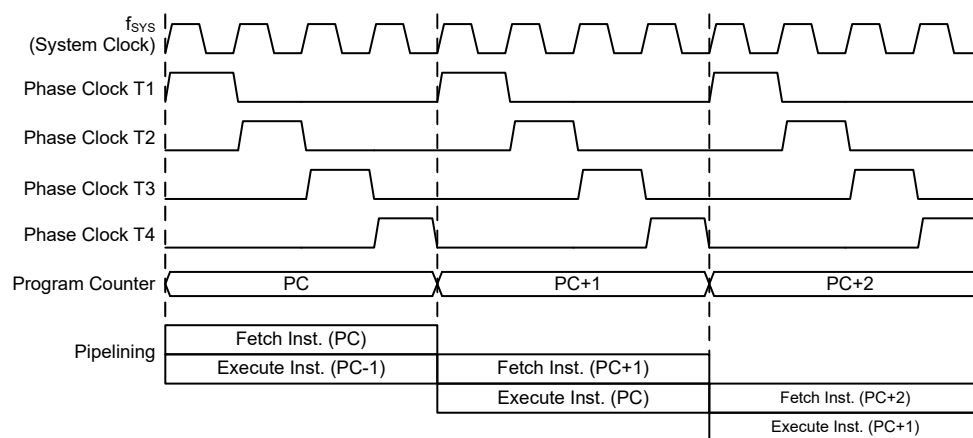 fSYS
(System Clock)
Phase Clock T1
Phase Clock T2
Phase Clock T3
Phase Clock T4
Program Counter PC PC+1 PC+2
Pipelining
Fetch Inst. (PC)
Execute Inst. (PC-1) Fetch Inst. (PC+1)
Execute Inst. (PC) Fetch Inst. (PC+2)
Execute Inst. (PC+1)